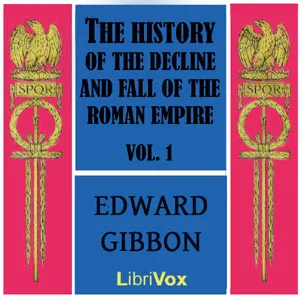 THE HISTORY
OF THE DECLINE
AND FALL OF THE
ROMAN EMPIRE
VOL. 1
SPQR
SPQR
EDWARD
GIBBON
LibriVox